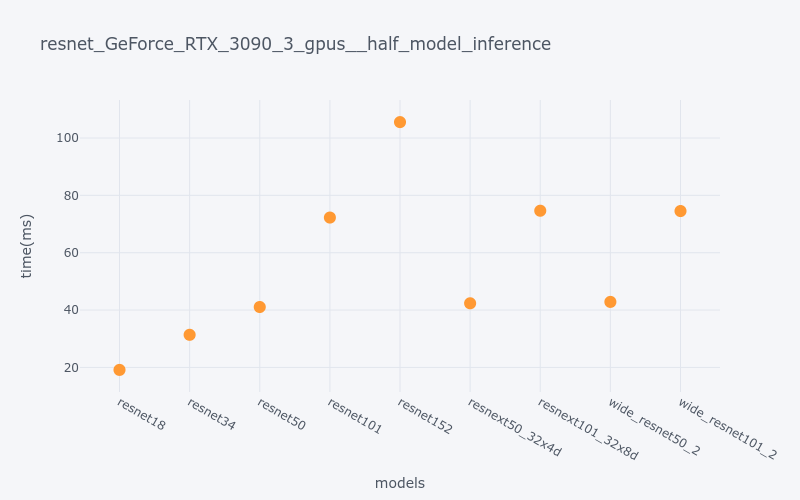 resnet_GeForce_RTX_3090_3_gpus__half_model_inference
time(ms)
100
80
60
40
20
resnet18
resnet34
resnet50
resnet101
resnet152
resnext50_32x4d
resnext101_32x8d
wide_resnet50_2
wide_resnet101_2
models